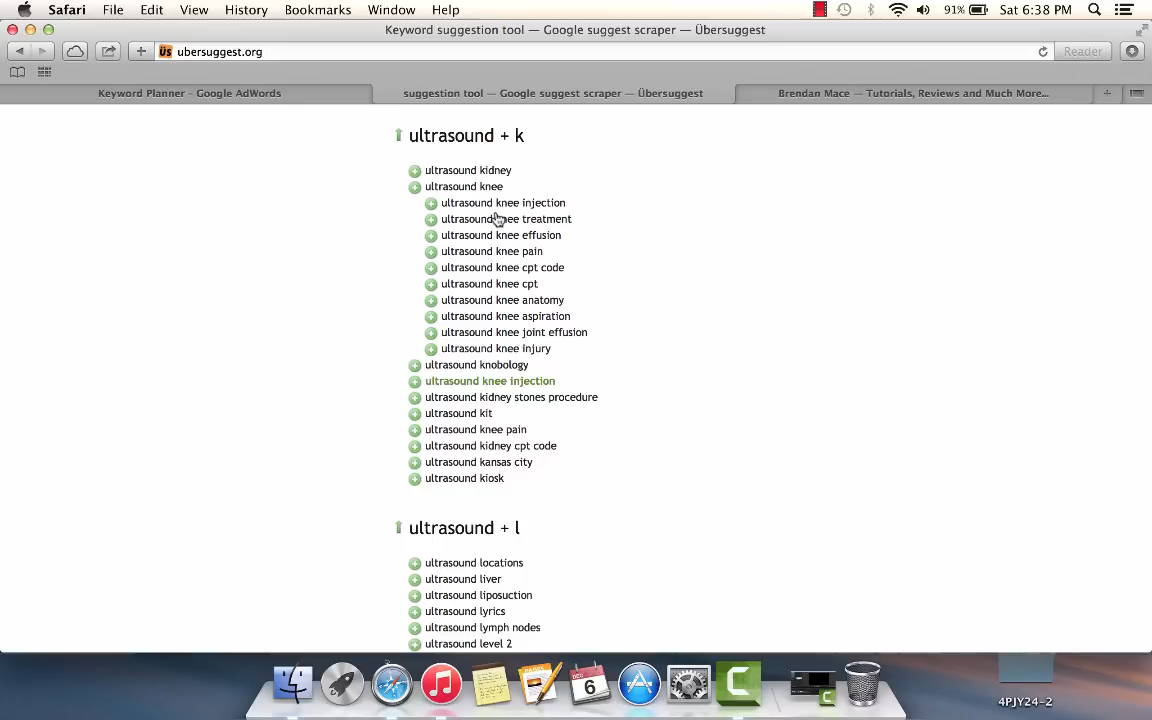 Safari File Edit View History Bookmarks Window Help 91% Sat 6:38 PM
Keyword suggestion tool — Google suggest scraper — Übersuggest
ÜS ubersuggest.org Reader
Keyword Planner – Google AdWords suggestion tool — Google suggest scraper — Übersuggest Brendan Mace — Tutorials, Reviews and Much More...
ultrasound + k
ultrasound kidney
ultrasound knee
ultrasound knee injection
ultrasound knee treatment
ultrasound knee effusion
ultrasound knee pain
ultrasound knee cpt code
ultrasound knee cpt
ultrasound knee anatomy
ultrasound knee aspiration
ultrasound knee joint effusion
ultrasound knee injury
ultrasound knobology
ultrasound knee injection
ultrasound kidney stones procedure
ultrasound kit
ultrasound knee pain
ultrasound kidney cpt code
ultrasound kansas city
ultrasound kiosk
ultrasound + l
ultrasound locations
ultrasound liver
ultrasound liposuction
ultrasound lyrics
ultrasound lymph nodes
ultrasound level 2
DEC
6
C
C
4PJY24-2